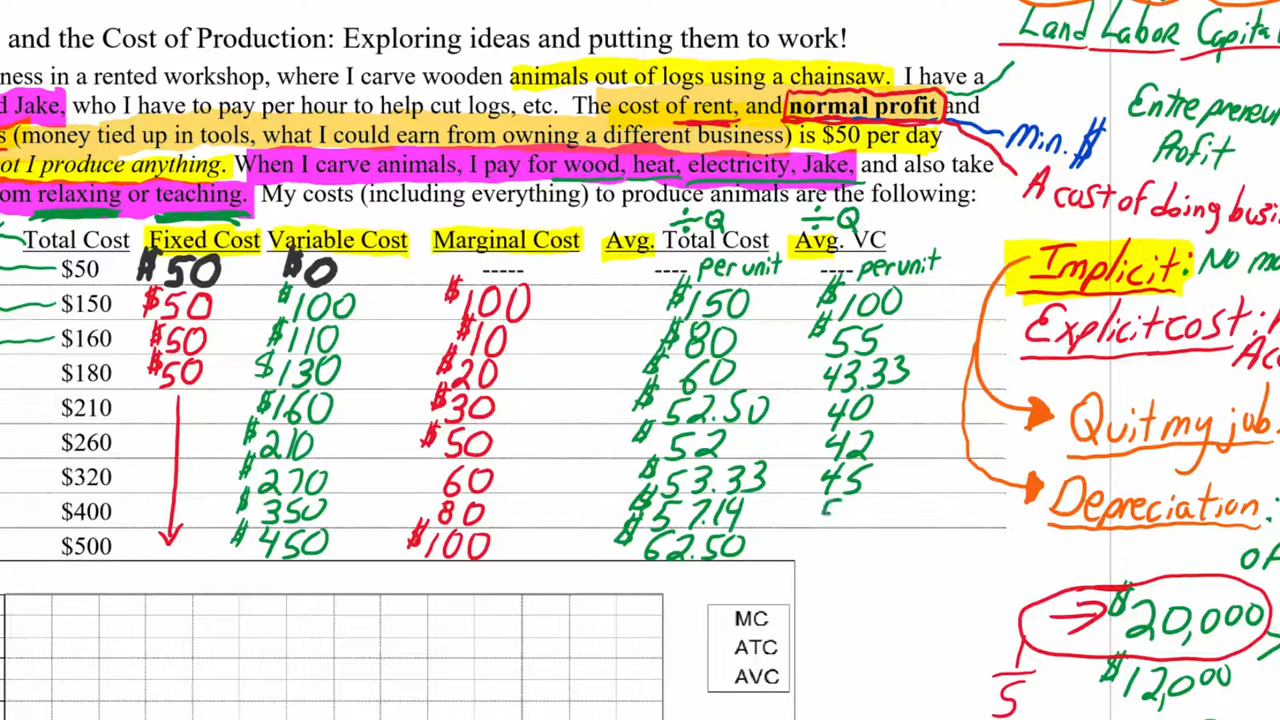 and the Cost of Production: Exploring ideas and putting them to work!
Land Labor Capita
ness in a rented workshop, where I carve wooden animals out of logs using a chainsaw. I have a
d Jake, who I have to pay per hour to help cut logs, etc. The cost of rent, and normal profit and
Entrepreneur
Profit
s (money tied up in tools, what I could earn from owning a different business) is $50 per day
min. $
ot I produce anything. When I carve animals, I pay for wood, heat, electricity, Jake, and also take
om relaxing or teaching. My costs (including everything) to produce animals are the following:
A cost of doing busi
÷Q ÷Q
Total Cost Fixed Cost Variable Cost Marginal Cost Avg. Total Cost Avg. VC
$50 $50 $0 ----- ---- per unit ---- per unit
Implicit: No mo
$150 $50 $100 $100 $150 $100
$160 $50 $110 $10 $80 $55
Explicit cost:
Ac
$180 $50 $130 $20 $60 43.33
$210 $160 $30 $52.50 40
Quit my job
$260 $210 $50 $52 42
$320 $270 60 $53.33 45
Depreciation:
$400 $350 80 $57.14
$500 $450 $100 $62.50
of
MC
ATC
AVC
$20,000
5
$12,000